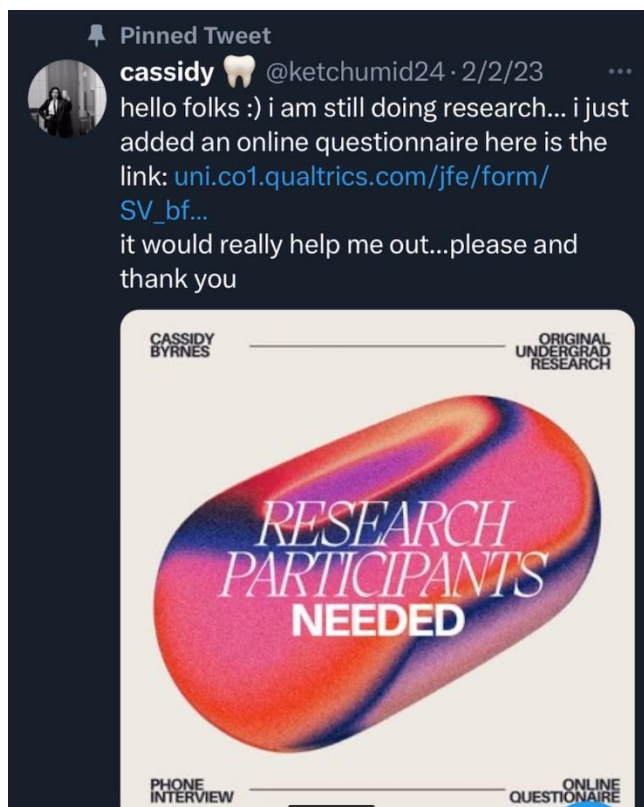 Pinned Tweet
cassidy 🦷 @ketchumid24 · 2/2/23 ...
hello folks :) i am still doing research... i just
added an online questionnaire here is the
link: uni.co1.qualtrics.com/jfe/form/
SV_bf...
it would really help me out...please and
thank you
CASSIDY
BYRNES
ORIGINAL
UNDERGRAD
RESEARCH
RESEARCH
PARTICIPANTS
NEEDED
PHONE
INTERVIEW
ONLINE
QUESTIONAIRE